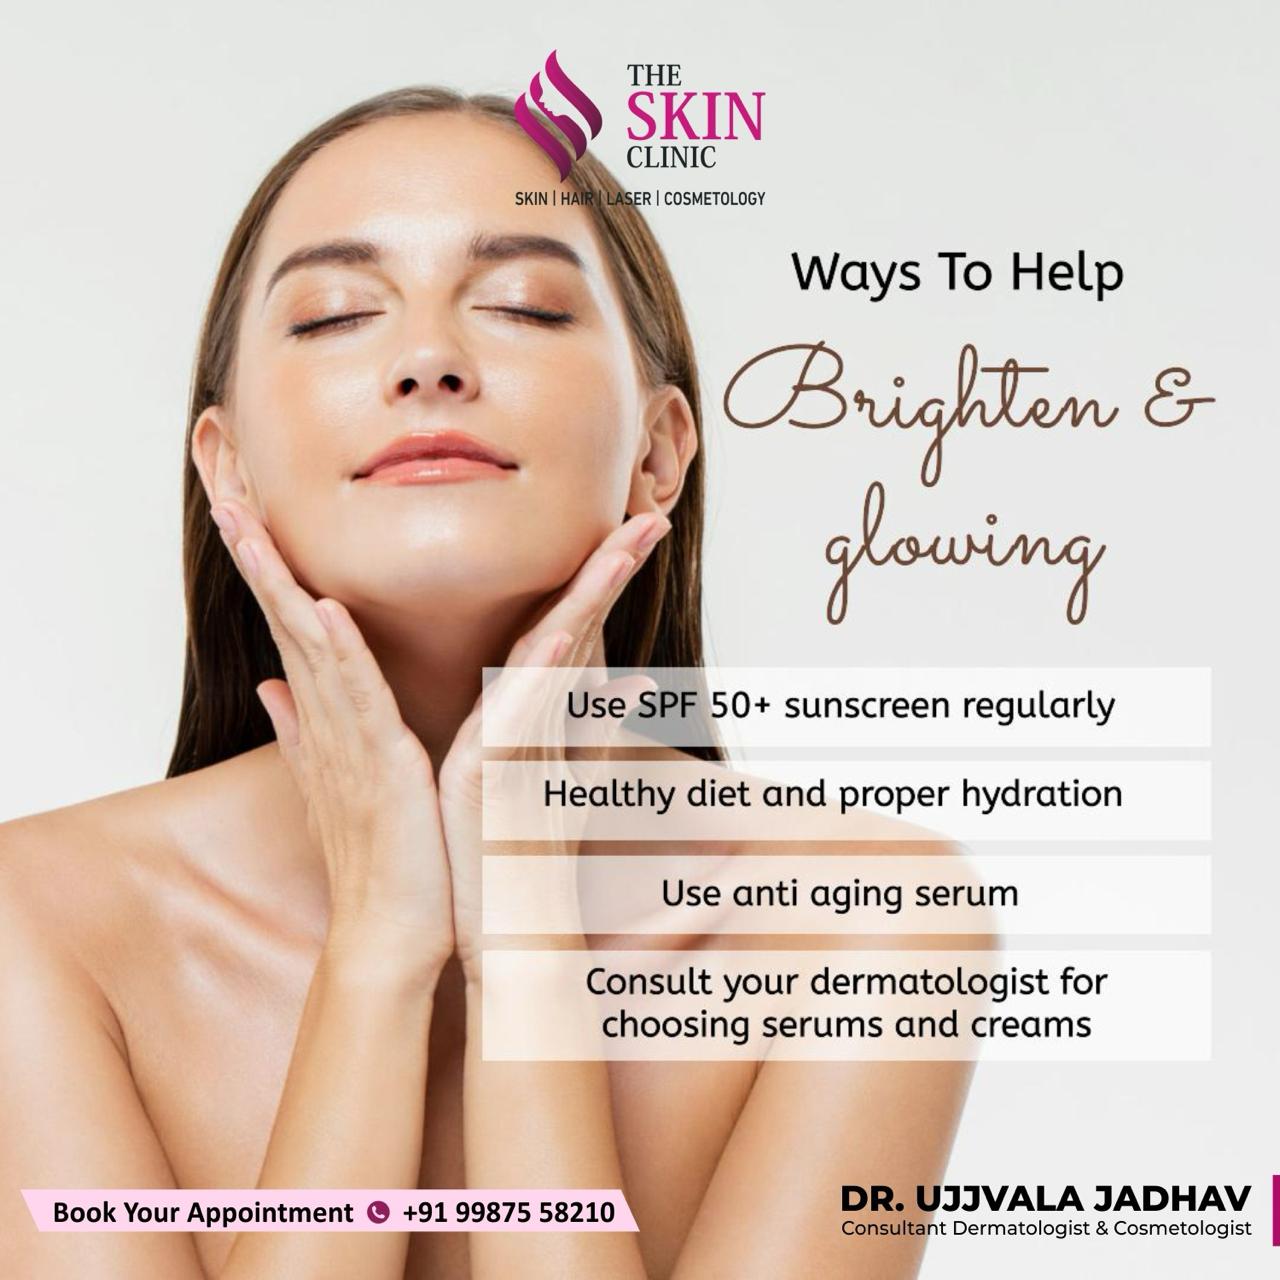 THE
SKIN
CLINIC
SKIN | HAIR | LASER | COSMETOLOGY
Ways To Help
Brighten &
glowing
Use SPF 50+ sunscreen regularly
Healthy diet and proper hydration
Use anti aging serum
Consult your dermatologist for
choosing serums and creams
Book Your Appointment +91 99875 58210
DR. UJJVALA JADHAV
Consultant Dermatologist & Cosmetologist